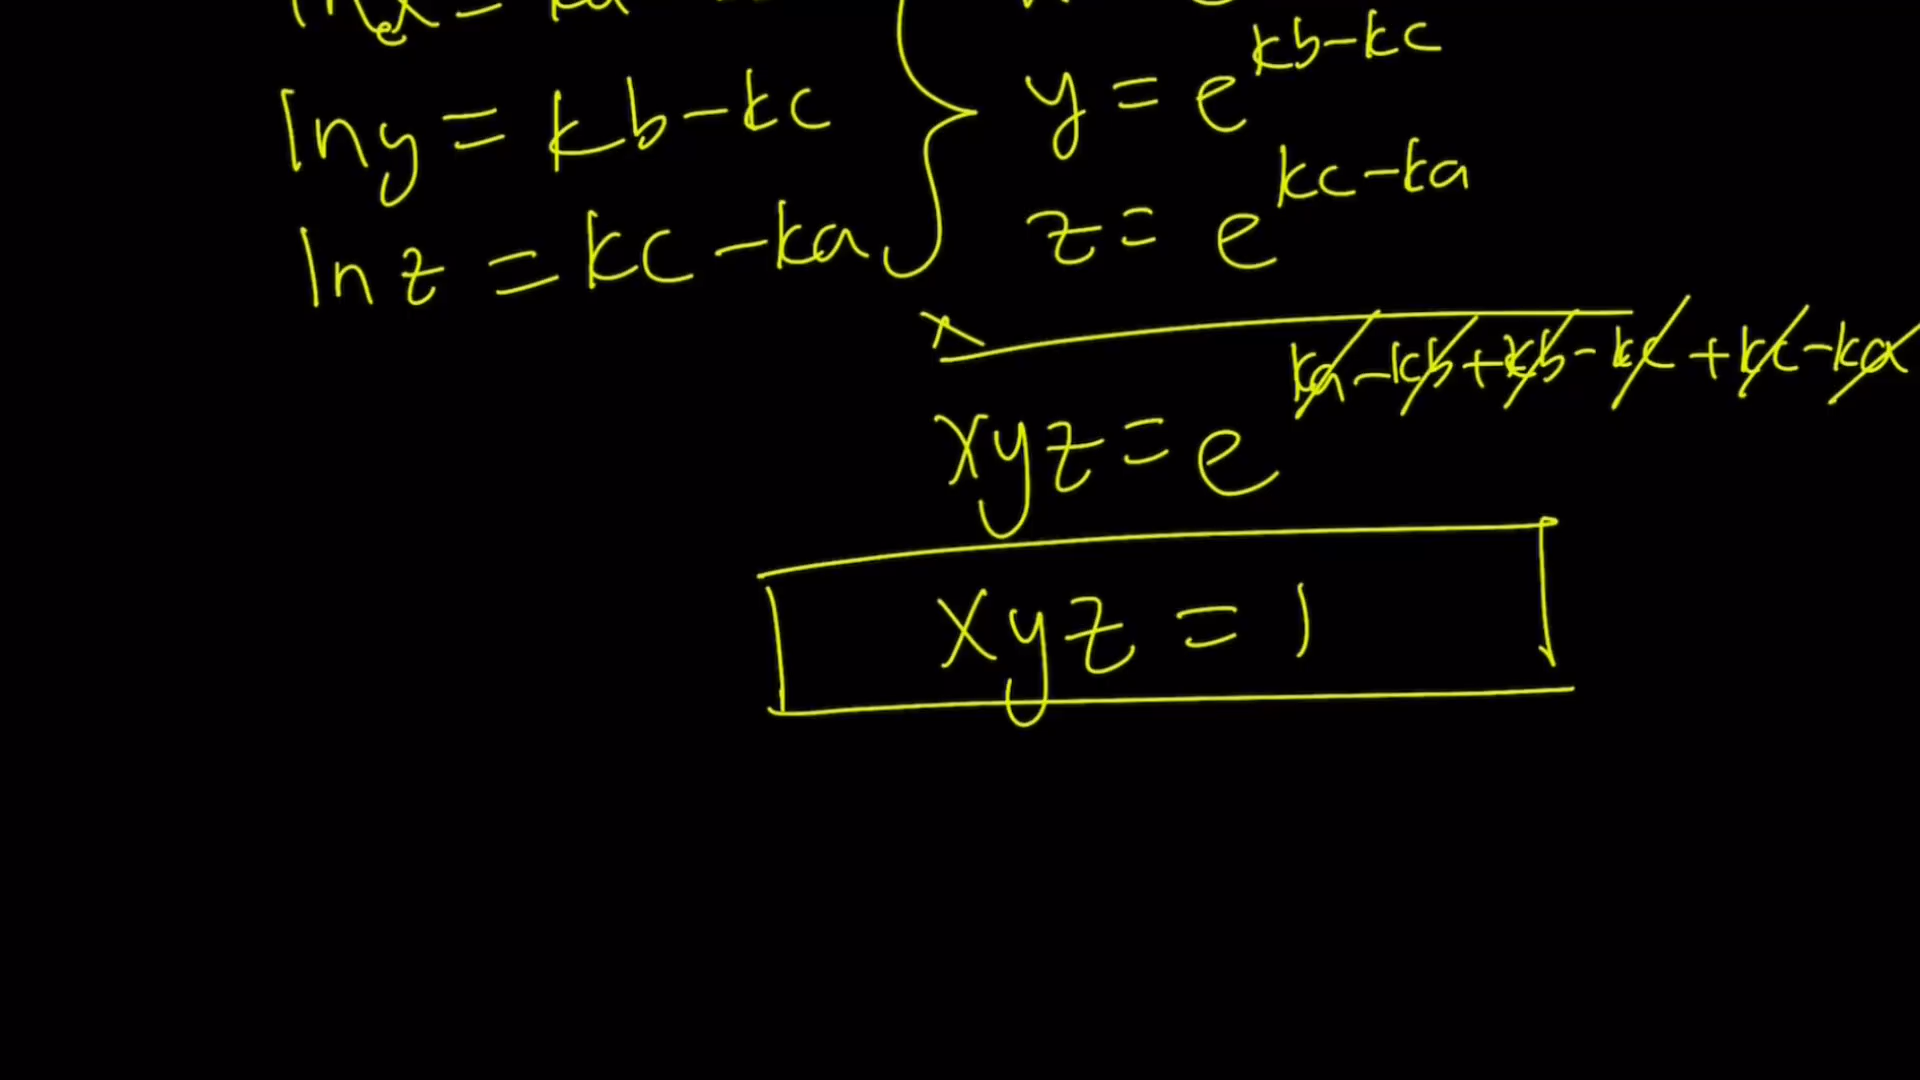 ln y = kb - kc
ln z = kc - ka
y = e^{kb-kc}
z = e^{kc-ka}
x
xyz = e^{ka-kb+kb-kc+kc-ka}
xyz = 1